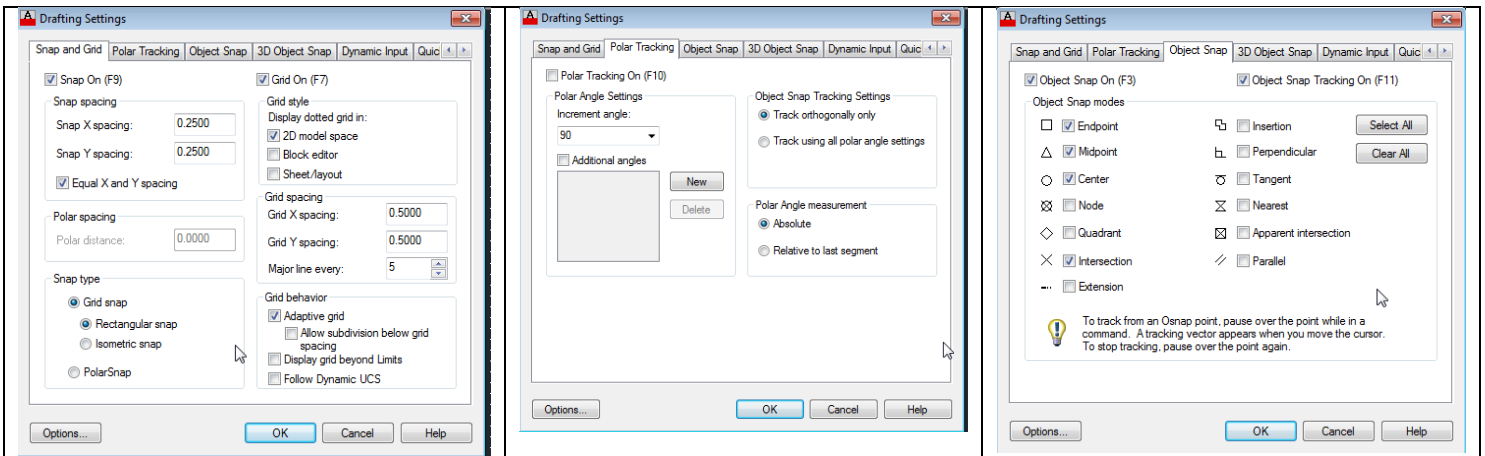 Drafting Settings
Snap and Grid Polar Tracking Object Snap 3D Object Snap Dynamic Input Quic
Snap On (F9)
Snap spacing
Snap X spacing: 0.2500
Snap Y spacing: 0.2500
Equal X and Y spacing
Polar spacing
Polar distance: 0.0000
Snap type
Grid snap
Rectangular snap
Isometric snap
PolarSnap
Grid On (F7)
Grid style
Display dotted grid in:
2D model space
Block editor
Sheet/layout
Grid spacing
Grid X spacing: 0.5000
Grid Y spacing: 0.5000
Major line every: 5
Grid behavior
Adaptive grid
Allow subdivision below grid
spacing
Display grid beyond Limits
Follow Dynamic UCS
Options... OK Cancel Help
Drafting Settings
Snap and Grid Polar Tracking Object Snap 3D Object Snap Dynamic Input Quic
Polar Tracking On (F10)
Polar Angle Settings
Increment angle:
90
Additional angles
New
Delete
Object Snap Tracking Settings
Track orthogonally only
Track using all polar angle settings
Polar Angle measurement
Absolute
Relative to last segment
Options... OK Cancel Help
Drafting Settings
Snap and Grid Polar Tracking Object Snap 3D Object Snap Dynamic Input Quic
Object Snap On (F3) Object Snap Tracking On (F11)
Object Snap modes
Endpoint Insertion Select All
Midpoint Perpendicular Clear All
Center Tangent
Node Nearest
Quadrant Apparent intersection
Intersection Parallel
Extension
To track from an Osnap point, pause over the point while in a
command. A tracking vector appears when you move the cursor.
To stop tracking, pause over the point again.
Options... OK Cancel Help